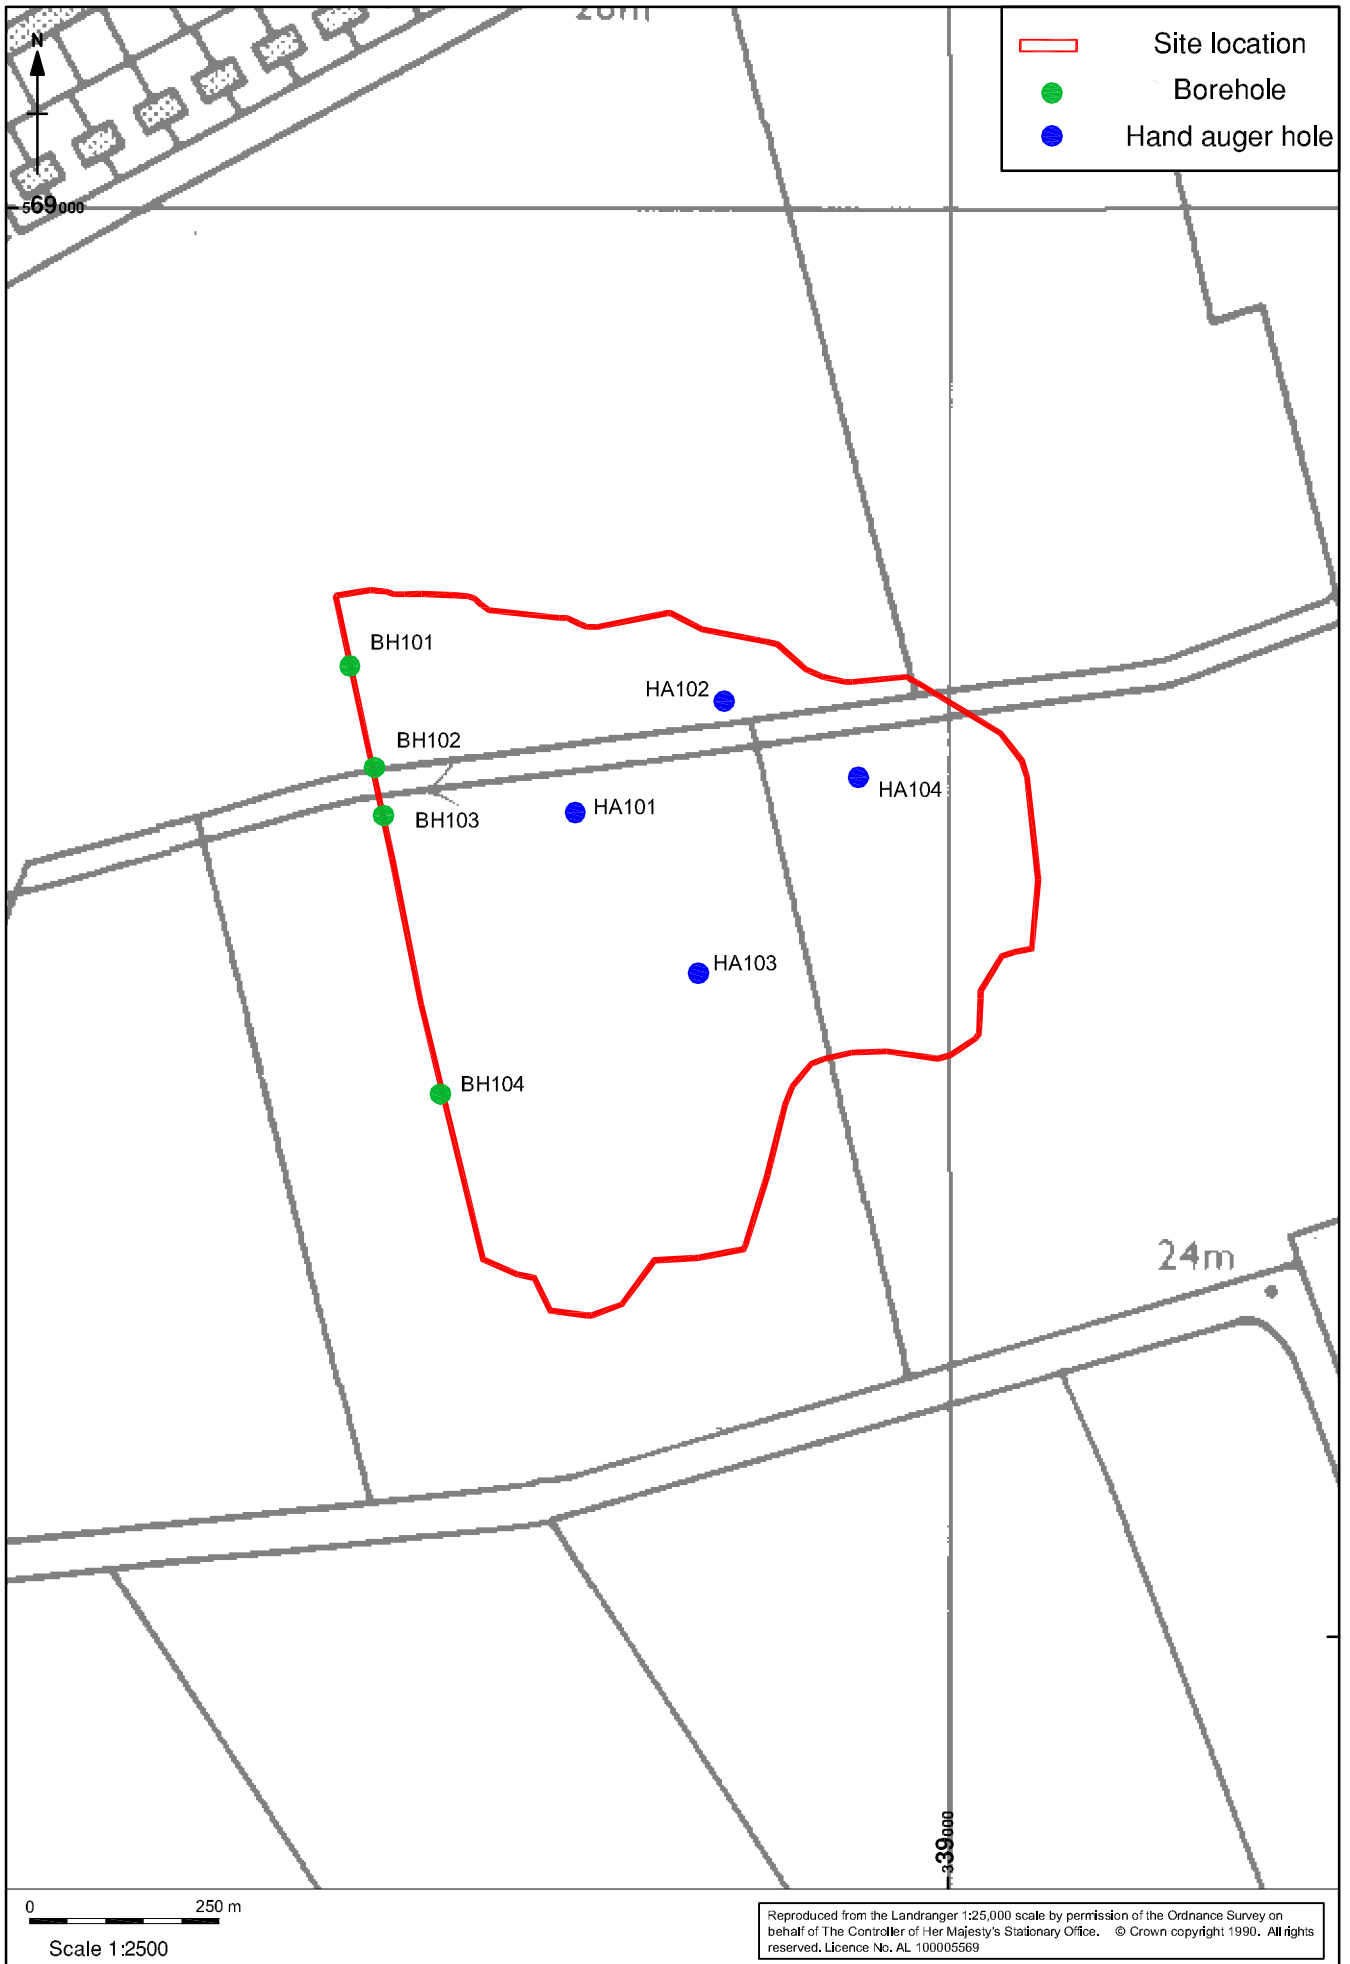 N
Site location
Borehole
Hand auger hole
569000
BH101
HA102
BH102
HA104
HA101
BH103
HA103
BH104
24m
339000
0 250 m
Scale 1:2500
Reproduced from the Landranger 1:25,000 scale by permission of the Ordnance Survey on
behalf of The Controller of Her Majesty's Stationary Office. © Crown copyright 1990. All rights
reserved. Licence No. AL 100005569